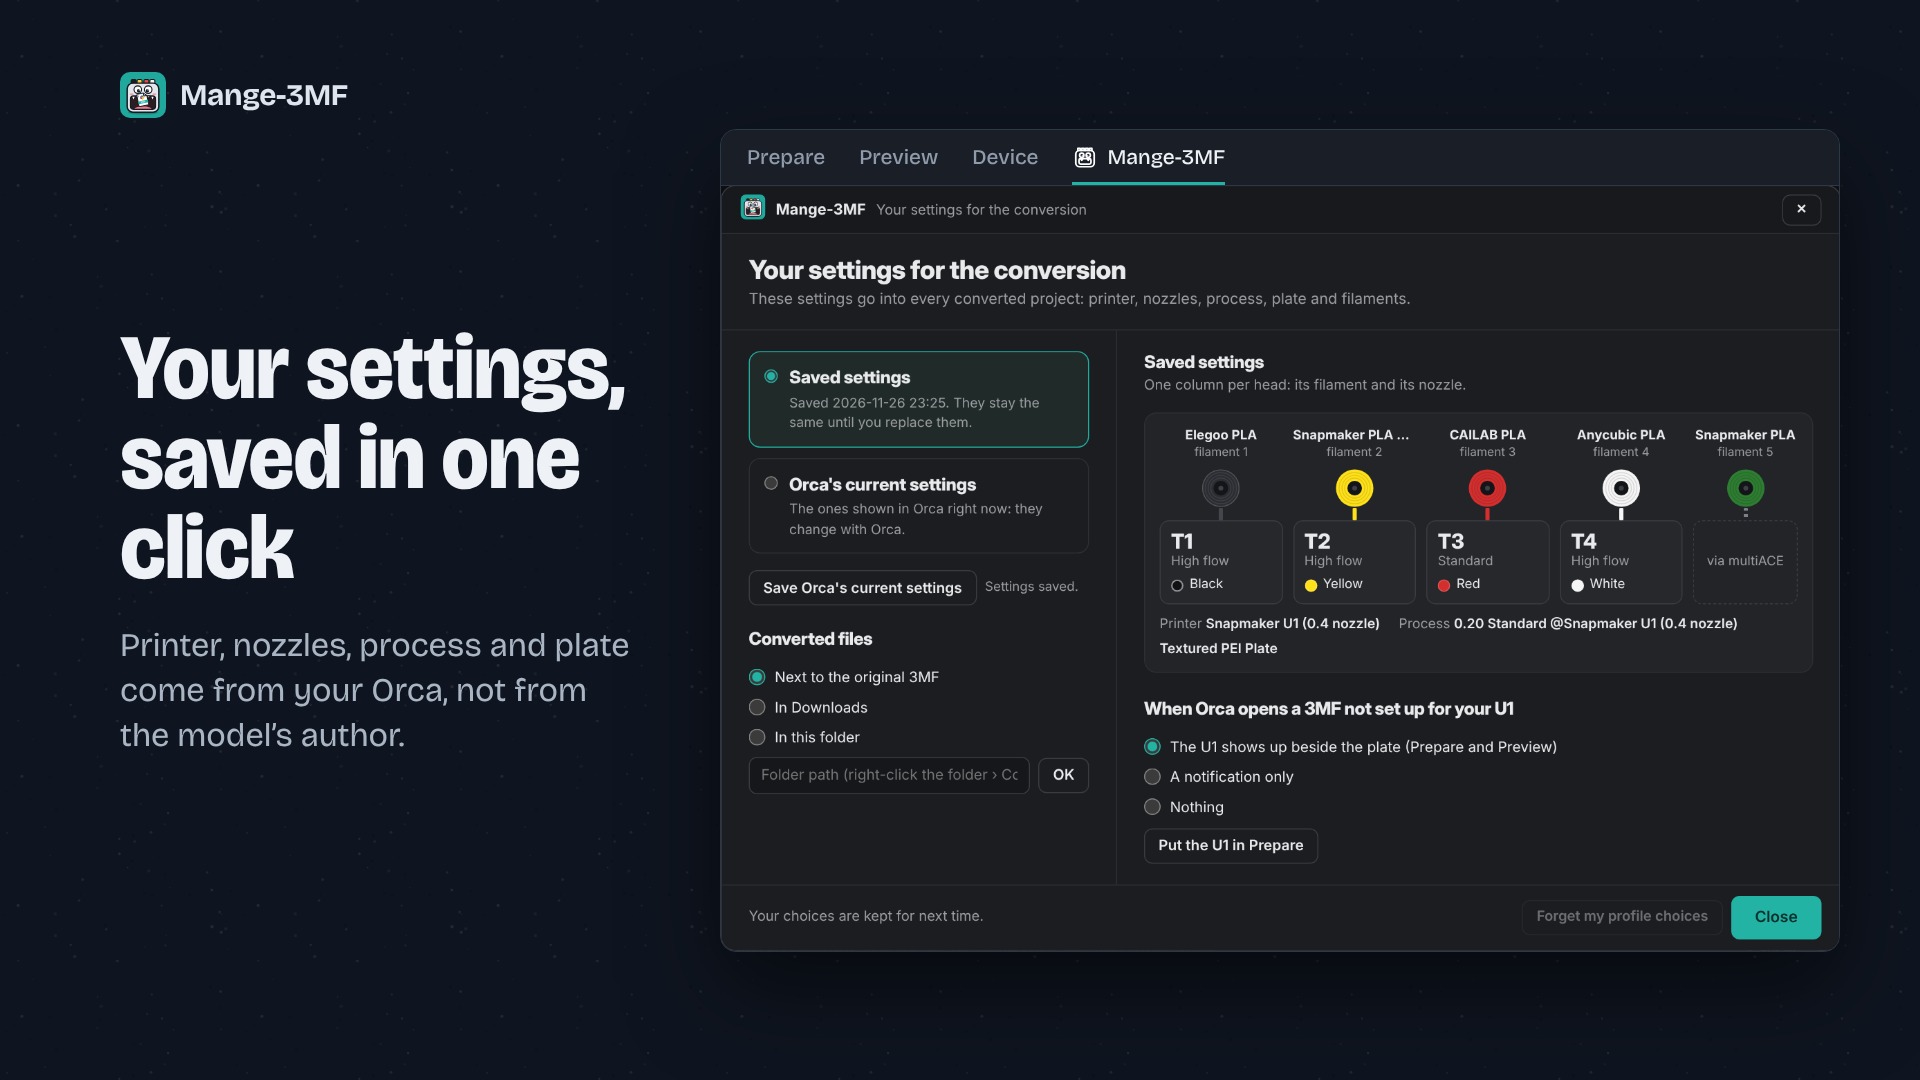 Mange-3MF
Your settings,
saved in one
click
Printer, nozzles, process and plate
come from your Orca, not from
the model's author.
Prepare Preview Device Mange-3MF
Mange-3MF Your settings for the conversion ×
Your settings for the conversion
These settings go into every converted project: printer, nozzles, process, plate and filaments.
Saved settings
Saved 2026-11-26 23:25. They stay the
same until you replace them.
Orca's current settings
The ones shown in Orca right now: they
change with Orca.
Save Orca's current settings Settings saved.
Converted files
Next to the original 3MF
In Downloads
In this folder
Folder path (right-click the folder › Cc OK
Saved settings
One column per head: its filament and its nozzle.
Elegoo PLA Snapmaker PLA ... CAILAB PLA Anycubic PLA Snapmaker PLA
filament 1 filament 2 filament 3 filament 4 filament 5
T1 T2 T3 T4
High flow High flow Standard High flow via multiACE
Black Yellow Red White
Printer Snapmaker U1 (0.4 nozzle) Process 0.20 Standard @Snapmaker U1 (0.4 nozzle)
Textured PEI Plate
When Orca opens a 3MF not set up for your U1
The U1 shows up beside the plate (Prepare and Preview)
A notification only
Nothing
Put the U1 in Prepare
Your choices are kept for next time. Forget my profile choices Close